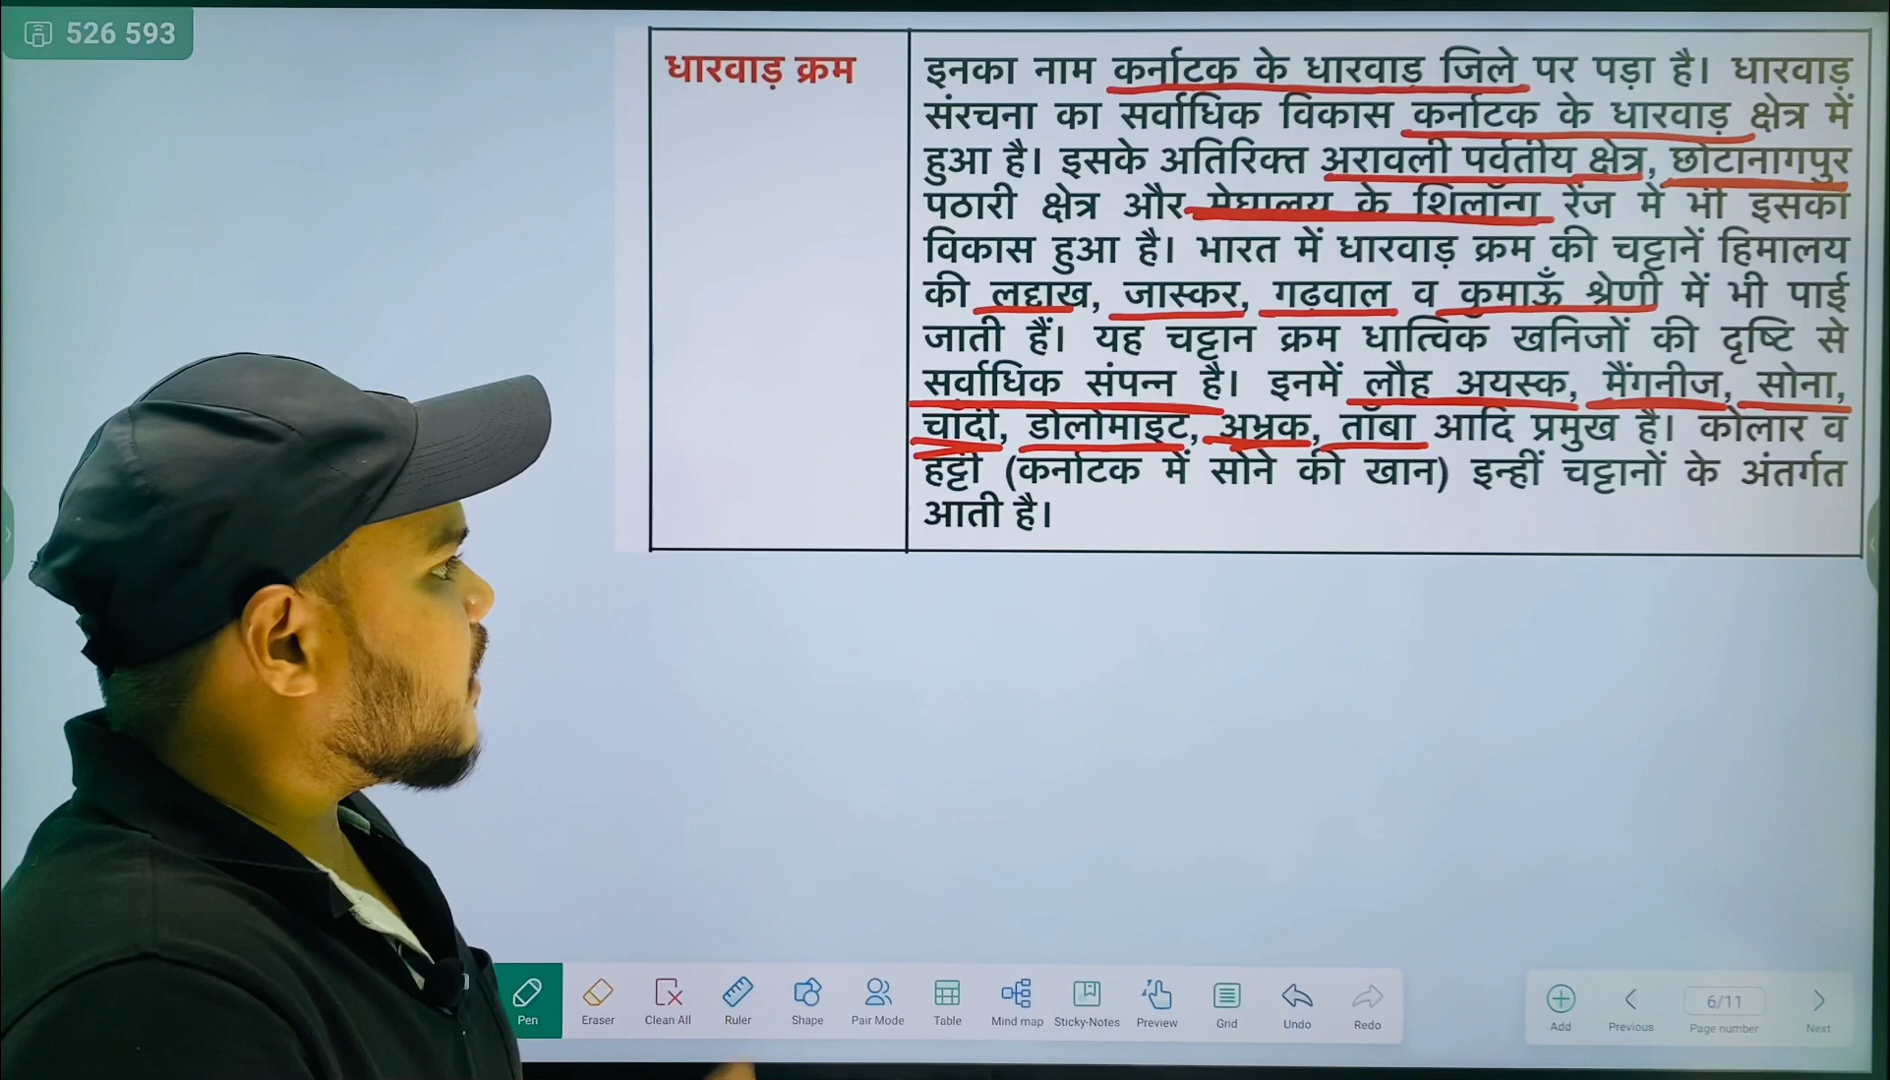 526 593
धारवाड़ क्रम
इनका नाम कर्नाटक के धारवाड़ जिले पर पड़ा है। धारवाड़
संरचना का सर्वाधिक विकास कर्नाटक के धारवाड़ क्षेत्र में
हुआ है। इसके अतिरिक्त अरावली पर्वतीय क्षेत्र, छोटानागपुर
पठारी क्षेत्र और मेघालय के शिलॉन्ग रेंज में भी इसका
विकास हुआ है। भारत में धारवाड़ क्रम की चट्टानें हिमालय
की लद्दाख, जास्कर, गढ़वाल व कुमाऊँ श्रेणी में भी पाई
जाती हैं। यह चट्टान क्रम धात्विक खनिजों की दृष्टि से
सर्वाधिक संपन्न है। इनमें लौह अयस्क, मैंगनीज, सोना,
चाँदी, डोलोमाइट, अभ्रक, ताँबा आदि प्रमुख है। कोलार व
हट्टी (कर्नाटक में सोने की खान) इन्हीं चट्टानों के अंतर्गत
आती है।
Pen Eraser Clean All Ruler Shape Pair Mode Table Mind map Sticky-Notes Preview Grid Undo Redo
6/11
Add Previous Page number Next